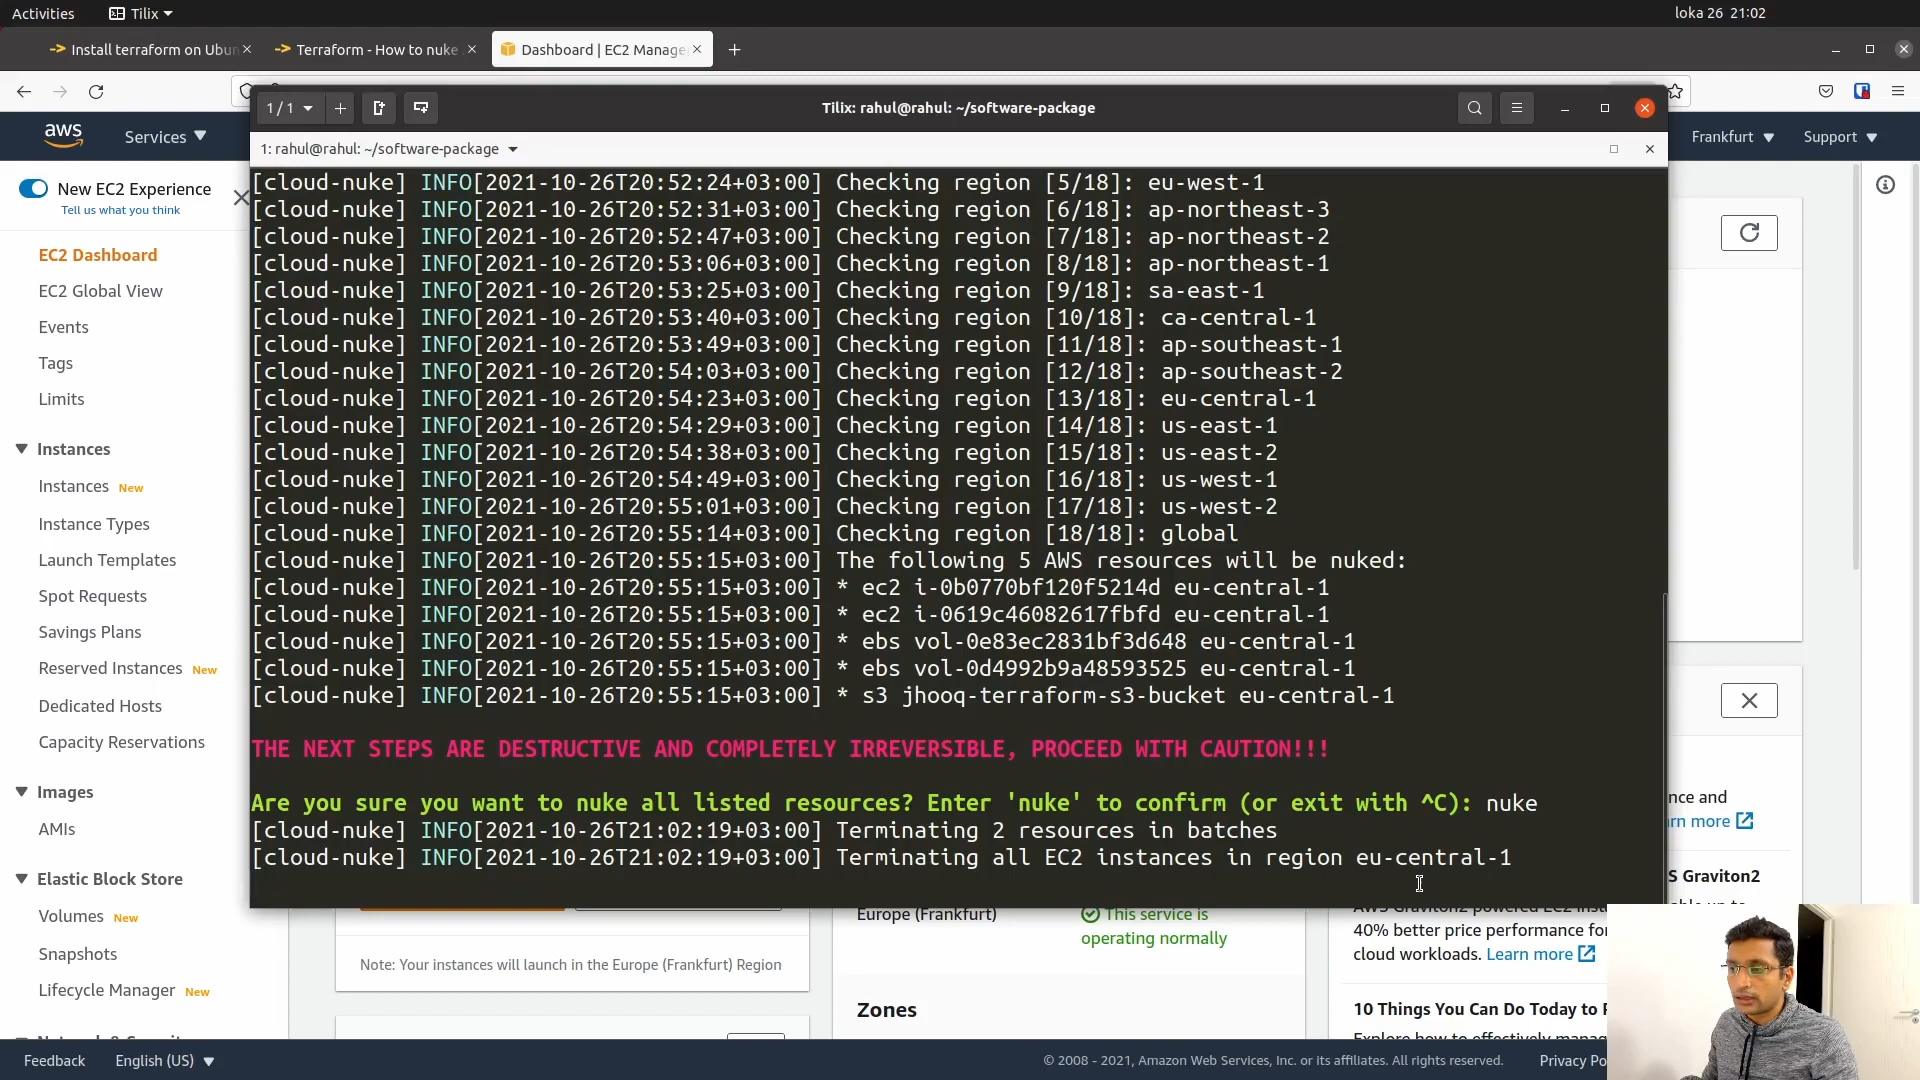 Activities
Tilix
loka 26 21:02
Install terraform on Ubun
Terraform - How to nuke
Dashboard | EC2 Manage
1 / 1
Tilix: rahul@rahul: ~/software-package
1: rahul@rahul: ~/software-package
aws
Services
Frankfurt
Support
New EC2 Experience
Tell us what you think
EC2 Dashboard
EC2 Global View
Events
Tags
Limits
Instances
Instances New
Instance Types
Launch Templates
Spot Requests
Savings Plans
Reserved Instances New
Dedicated Hosts
Capacity Reservations
Images
AMIs
Elastic Block Store
Volumes New
Snapshots
Lifecycle Manager New
[cloud-nuke] INFO[2021-10-26T20:52:24+03:00] Checking region [5/18]: eu-west-1
[cloud-nuke] INFO[2021-10-26T20:52:31+03:00] Checking region [6/18]: ap-northeast-3
[cloud-nuke] INFO[2021-10-26T20:52:47+03:00] Checking region [7/18]: ap-northeast-2
[cloud-nuke] INFO[2021-10-26T20:53:06+03:00] Checking region [8/18]: ap-northeast-1
[cloud-nuke] INFO[2021-10-26T20:53:25+03:00] Checking region [9/18]: sa-east-1
[cloud-nuke] INFO[2021-10-26T20:53:40+03:00] Checking region [10/18]: ca-central-1
[cloud-nuke] INFO[2021-10-26T20:53:49+03:00] Checking region [11/18]: ap-southeast-1
[cloud-nuke] INFO[2021-10-26T20:54:03+03:00] Checking region [12/18]: ap-southeast-2
[cloud-nuke] INFO[2021-10-26T20:54:23+03:00] Checking region [13/18]: eu-central-1
[cloud-nuke] INFO[2021-10-26T20:54:29+03:00] Checking region [14/18]: us-east-1
[cloud-nuke] INFO[2021-10-26T20:54:38+03:00] Checking region [15/18]: us-east-2
[cloud-nuke] INFO[2021-10-26T20:54:49+03:00] Checking region [16/18]: us-west-1
[cloud-nuke] INFO[2021-10-26T20:55:01+03:00] Checking region [17/18]: us-west-2
[cloud-nuke] INFO[2021-10-26T20:55:14+03:00] Checking region [18/18]: global
[cloud-nuke] INFO[2021-10-26T20:55:15+03:00] The following 5 AWS resources will be nuked:
[cloud-nuke] INFO[2021-10-26T20:55:15+03:00] * ec2 i-0b0770bf120f5214d eu-central-1
[cloud-nuke] INFO[2021-10-26T20:55:15+03:00] * ec2 i-0619c46082617fbfd eu-central-1
[cloud-nuke] INFO[2021-10-26T20:55:15+03:00] * ebs vol-0e83ec2831bf3d648 eu-central-1
[cloud-nuke] INFO[2021-10-26T20:55:15+03:00] * ebs vol-0d4992b9a48593525 eu-central-1
[cloud-nuke] INFO[2021-10-26T20:55:15+03:00] * s3 jhooq-terraform-s3-bucket eu-central-1
THE NEXT STEPS ARE DESTRUCTIVE AND COMPLETELY IRREVERSIBLE, PROCEED WITH CAUTION!!!
Are you sure you want to nuke all listed resources? Enter 'nuke' to confirm (or exit with ^C): nuke
[cloud-nuke] INFO[2021-10-26T21:02:19+03:00] Terminating 2 resources in batches
[cloud-nuke] INFO[2021-10-26T21:02:19+03:00] Terminating all EC2 instances in region eu-central-1
Note: Your instances will launch in the Europe (Frankfurt) Region
Europe (Frankfurt)
This service is
operating normally
Zones
nce and
rn more
S Graviton2
40% better price performance for
cloud workloads. Learn more
10 Things You Can Do Today to
Feedback
English (US)
© 2008 - 2021, Amazon Web Services, Inc. or its affiliates. All rights reserved.
Privacy Po